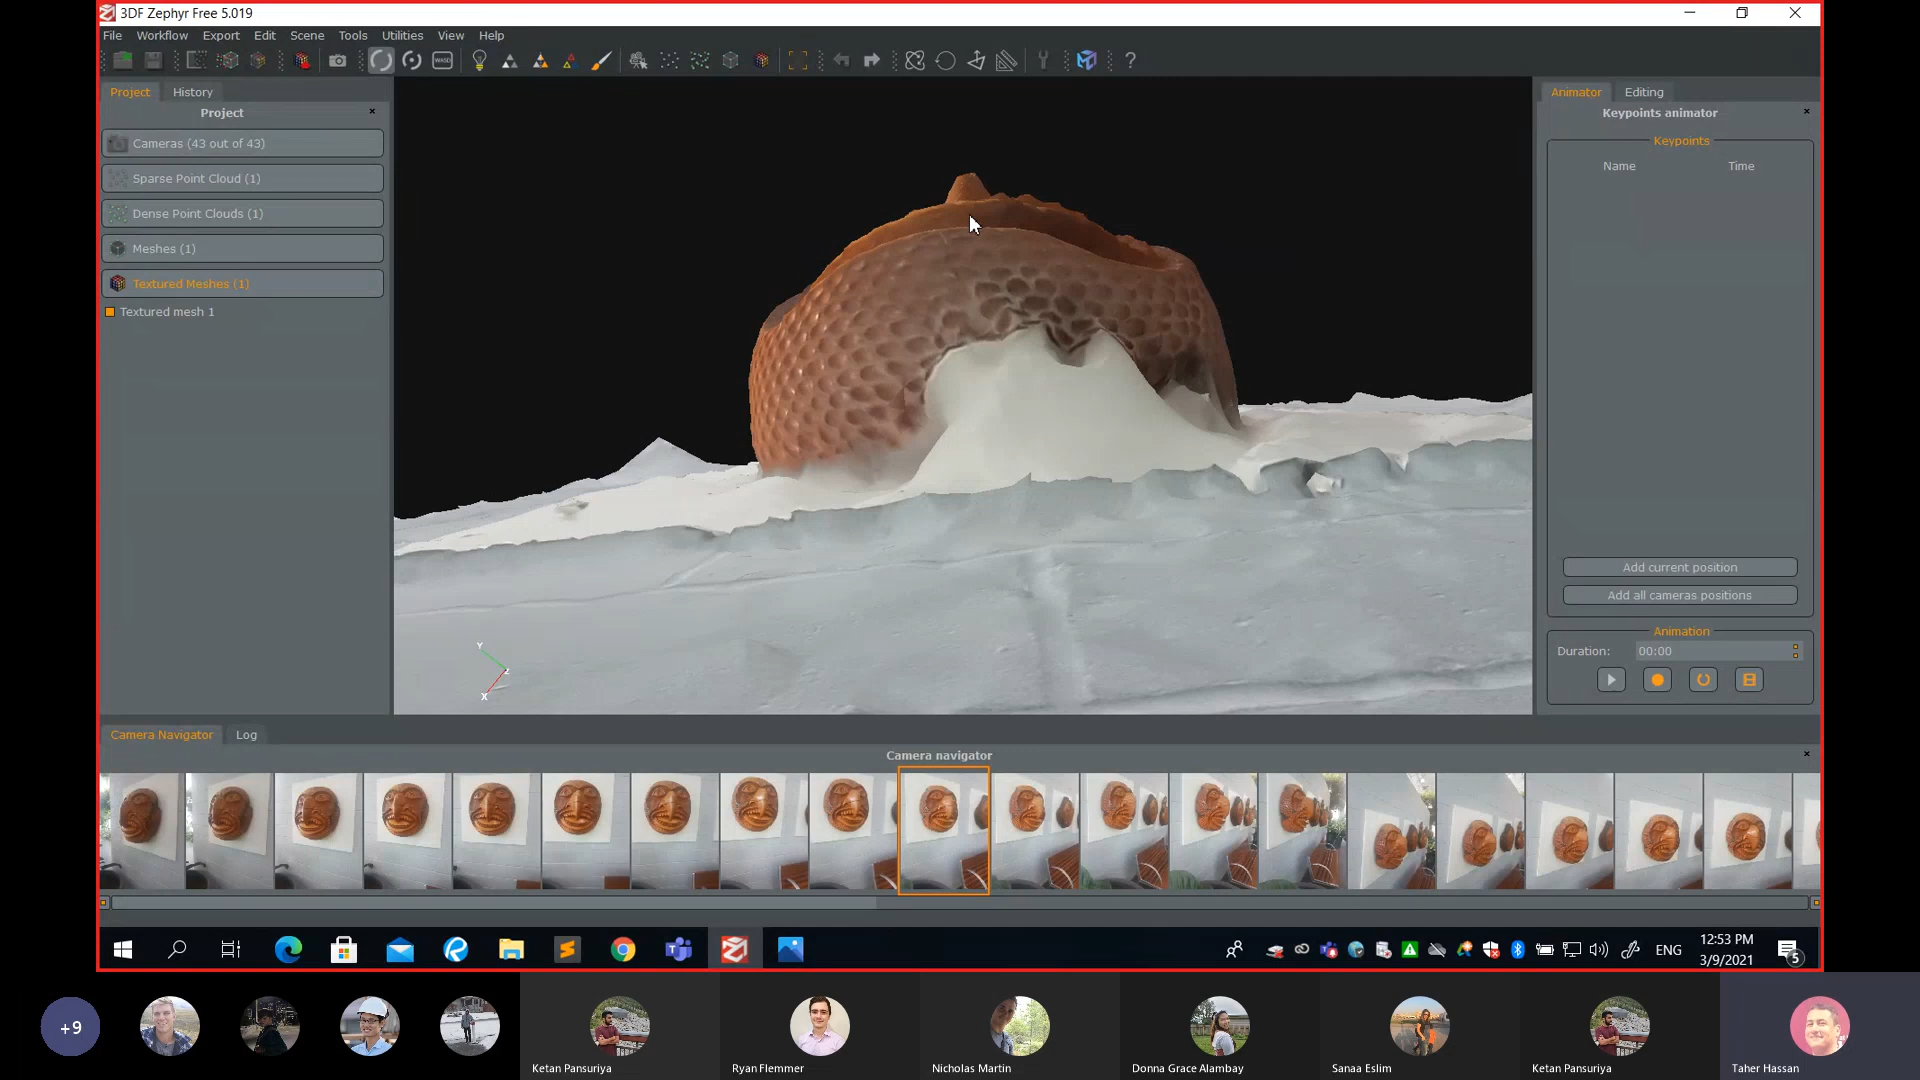 3DF Zephyr Free 5.019
File Workflow Export Edit Scene Tools Utilities View Help
WASD
?
Project History
Project
Cameras (43 out of 43)
Sparse Point Cloud (1)
Dense Point Clouds (1)
Meshes (1)
Textured Meshes (1)
Textured mesh 1
Y
Z
X
Animator Editing
Keypoints animator
Keypoints
Name Time
Add current position
Add all cameras positions
Animation
Duration: 00:00
Camera Navigator Log
Camera navigator
ENG
12:53 PM
3/9/2021
5
+9
Ketan Pansuriya
Ryan Flemmer
Nicholas Martin
Donna Grace Alambay
Sanaa Eslim
Ketan Pansuriya
Taher Hassan